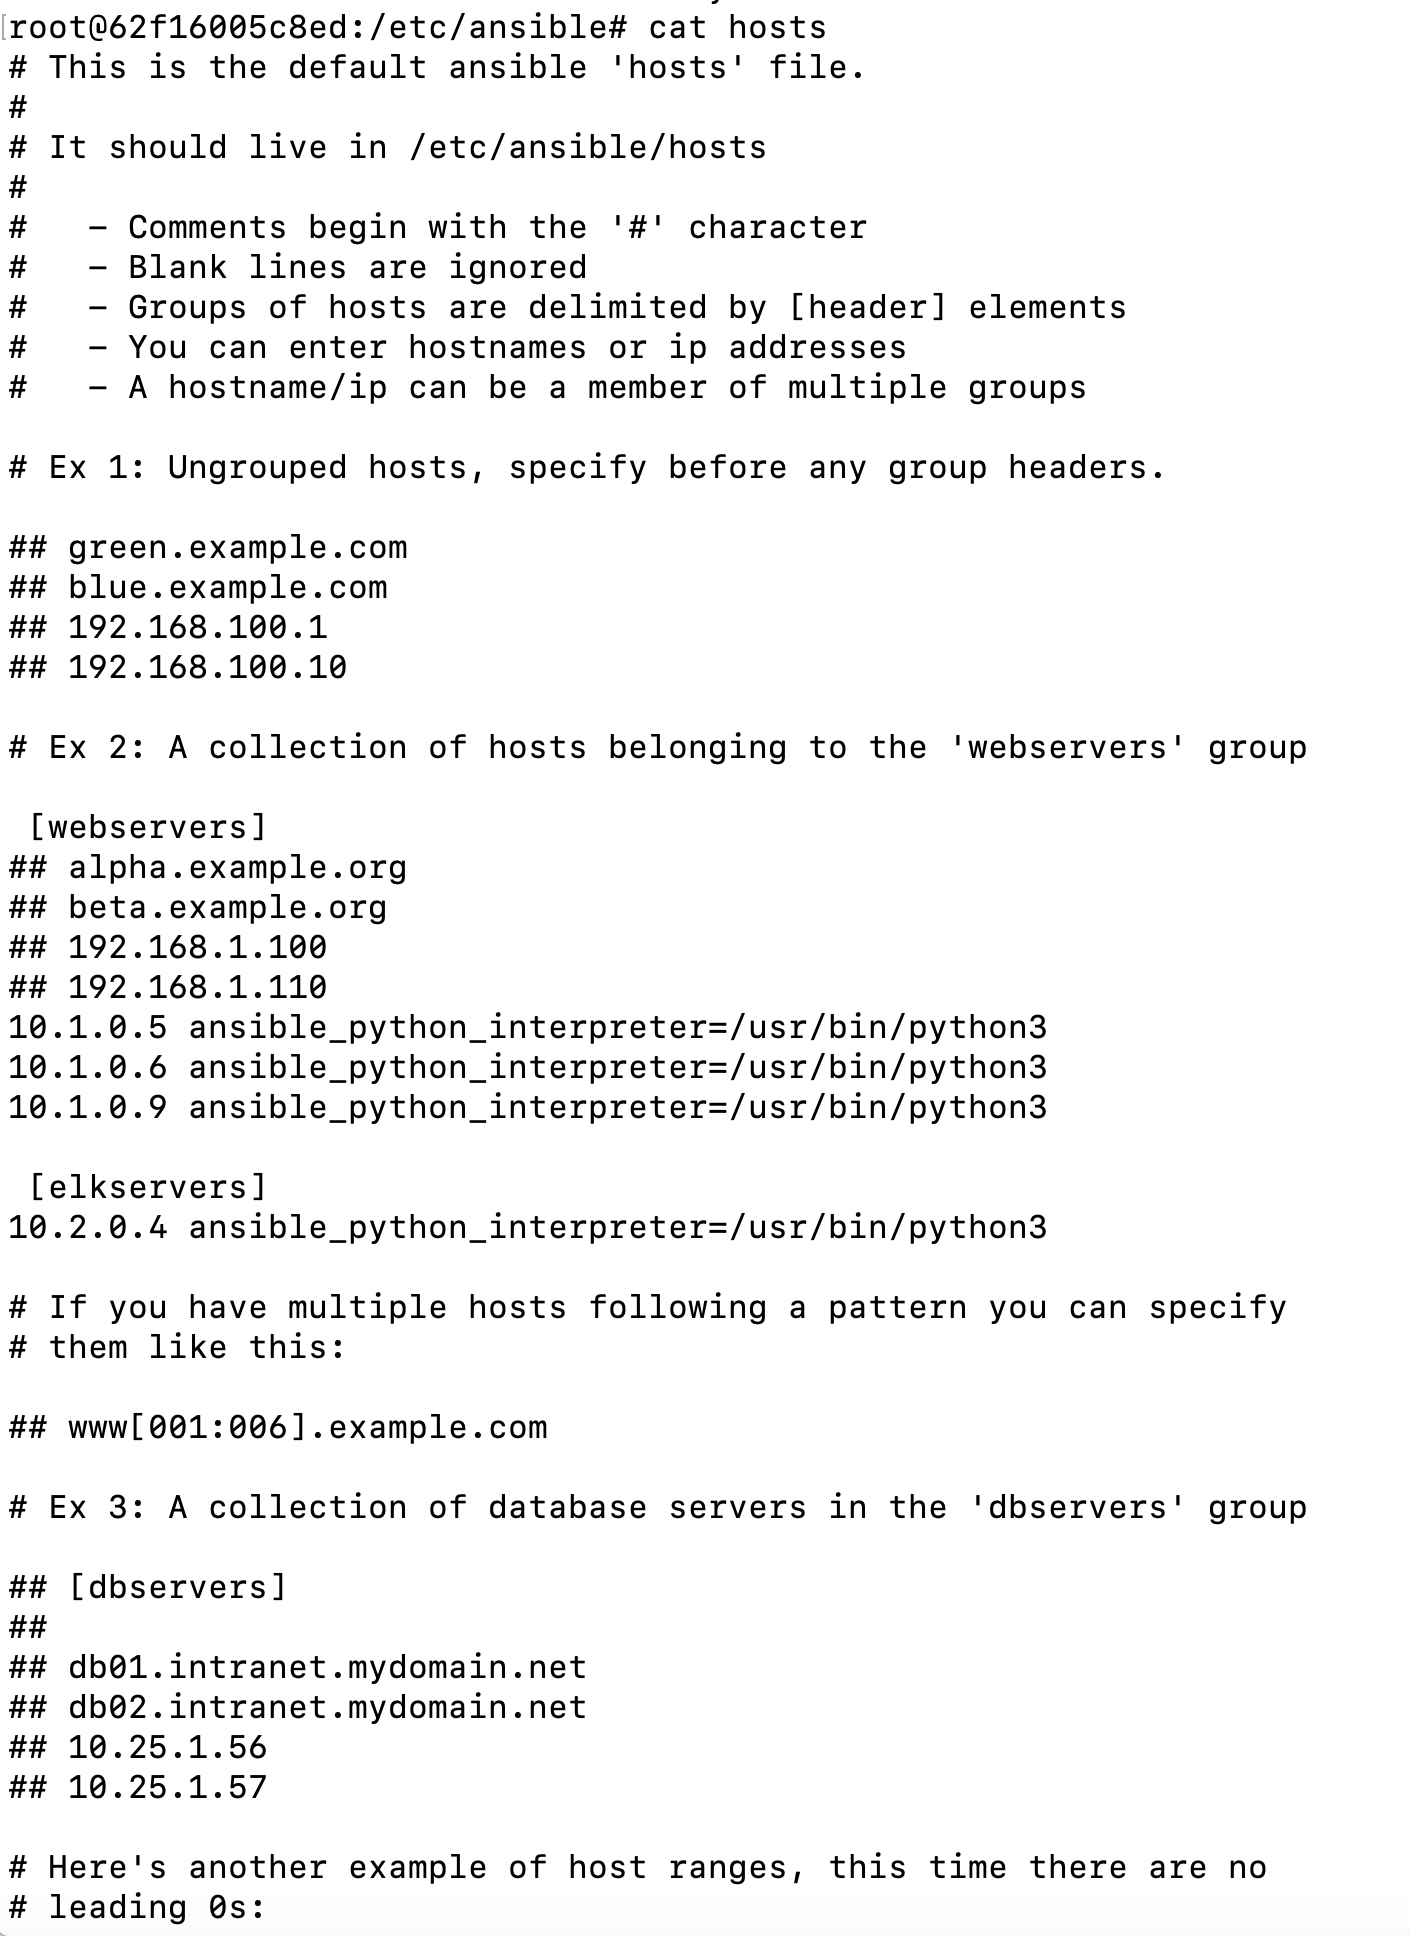 [root@62f16005c8ed:/etc/ansible# cat hosts
# This is the default ansible 'hosts' file.
#
# It should live in /etc/ansible/hosts
#
#   - Comments begin with the '#' character
#   - Blank lines are ignored
#   - Groups of hosts are delimited by [header] elements
#   - You can enter hostnames or ip addresses
#   - A hostname/ip can be a member of multiple groups

# Ex 1: Ungrouped hosts, specify before any group headers.

## green.example.com
## blue.example.com
## 192.168.100.1
## 192.168.100.10

# Ex 2: A collection of hosts belonging to the 'webservers' group

 [webservers]
## alpha.example.org
## beta.example.org
## 192.168.1.100
## 192.168.1.110
10.1.0.5 ansible_python_interpreter=/usr/bin/python3
10.1.0.6 ansible_python_interpreter=/usr/bin/python3
10.1.0.9 ansible_python_interpreter=/usr/bin/python3

 [elkservers]
10.2.0.4 ansible_python_interpreter=/usr/bin/python3

# If you have multiple hosts following a pattern you can specify
# them like this:

## www[001:006].example.com

# Ex 3: A collection of database servers in the 'dbservers' group

## [dbservers]
##
## db01.intranet.mydomain.net
## db02.intranet.mydomain.net
## 10.25.1.56
## 10.25.1.57

# Here's another example of host ranges, this time there are no
# leading 0s: